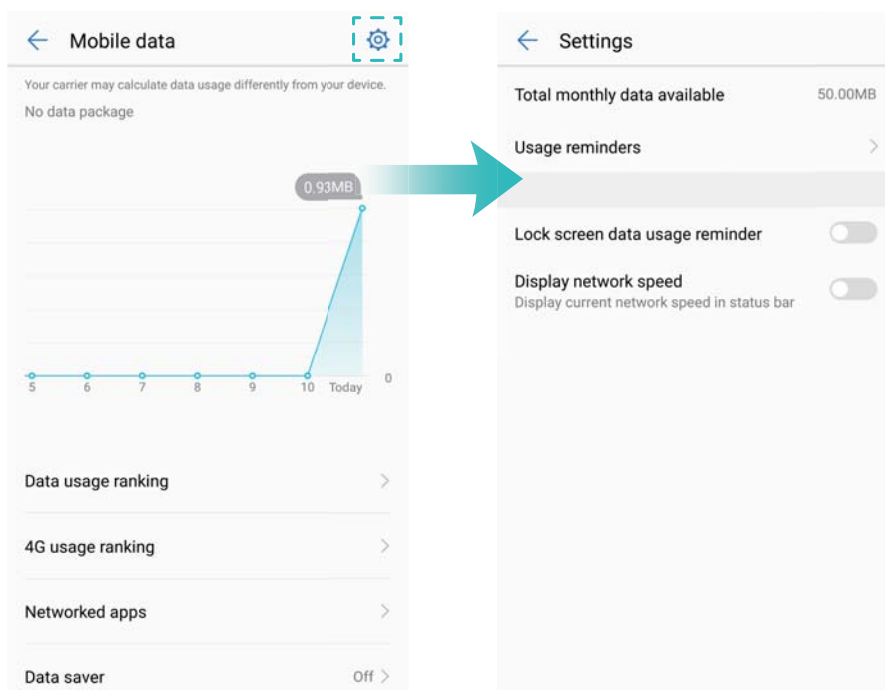 Mobile data
Your carrier may calculate data usage differently from your device.
No data package
0.93MB
0
5 6 7 8 9 10 Today
Data usage ranking
4G usage ranking
Networked apps
Data saver Off
Settings
Total monthly data available 50.00MB
Usage reminders
Lock screen data usage reminder
Display network speed
Display current network speed in status bar